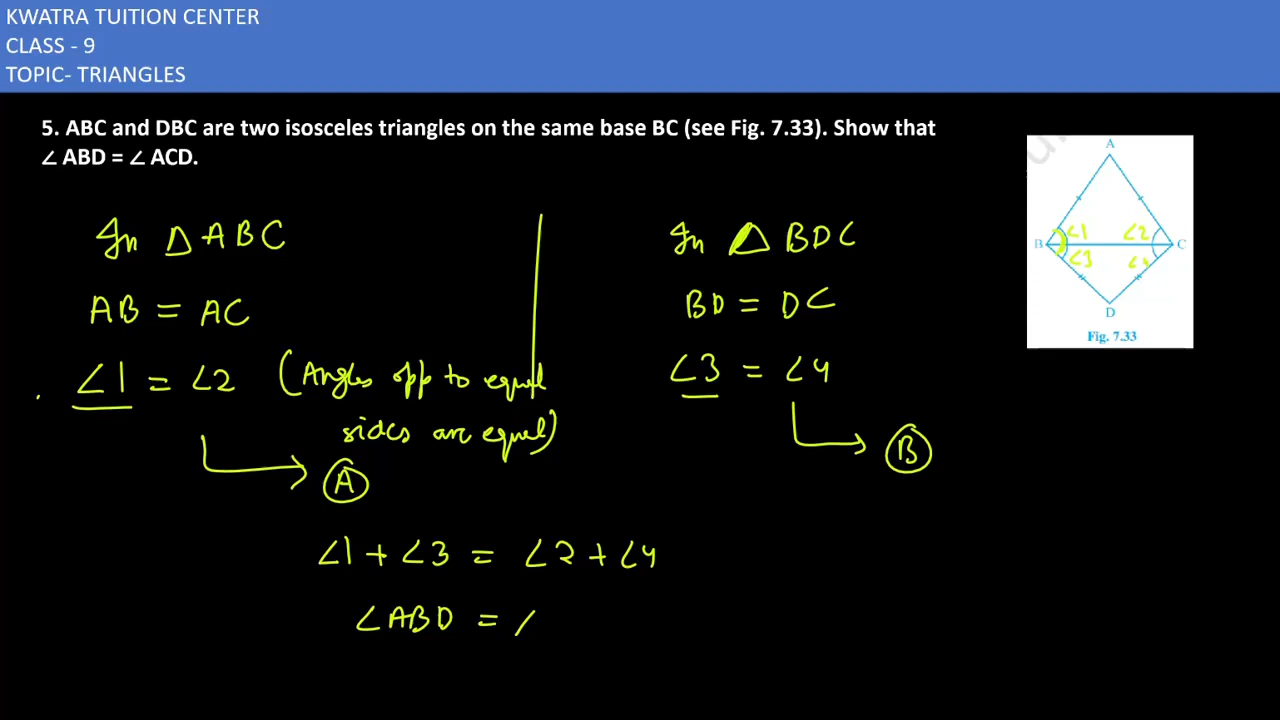 KWATRA TUITION CENTER
CLASS - 9
TOPIC- TRIANGLES
5. ABC and DBC are two isosceles triangles on the same base BC (see Fig. 7.33). Show that
∠ ABD = ∠ ACD.
In △ ABC
AB = AC
∠1 = ∠2 (Angles opp to equal
sides are equal)
A
In △ BDC
BD = DC
∠3 = ∠4
B
∠1 + ∠3 = ∠2 + ∠4
∠ABD =
A
B
∠1
∠2
C
∠3
∠4
D
Fig. 7.33